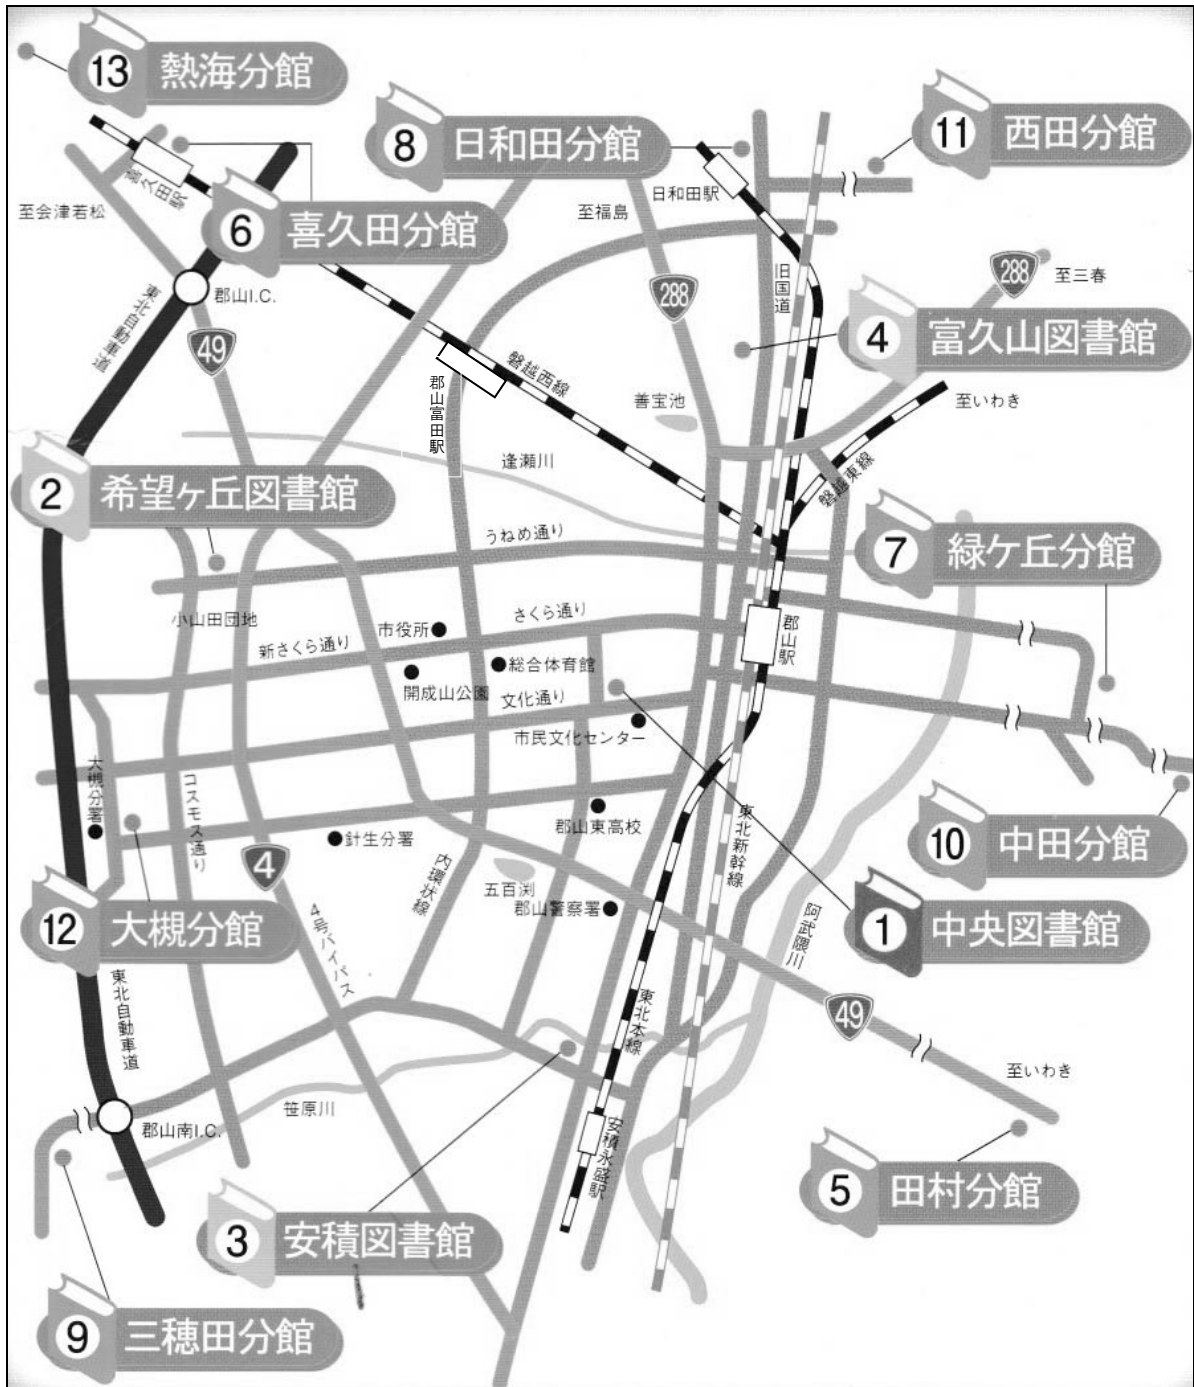 13 熱海分館
8 日和田分館
11 西田分館
喜久田駅
日和田駅
至会津若松
6 喜久田分館
至福島
288
旧国道
288
至三春
郡山I.C.
東北自動車道
49
4 富久山図書館
磐越西線
郡山富田駅
善宝池
至いわき
逢瀬川
磐越東線
2 希望ヶ丘図書館
うねめ通り
7 緑ケ丘分館
小山田団地
市役所
さくら通り
郡山駅
新さくら通り
総合体育館
開成山公園
文化通り
市民文化センター
大槻分署
コスモス通り
郡山東高校
東北新幹線
針生分署
4
内環状線
五百渕
10 中田分館
12 大槻分館
4号バイパス
郡山警察署
阿武隈川
1 中央図書館
東北自動車道
東北本線
49
至いわき
笹原川
郡山南I.C.
安積永盛駅
5 田村分館
3 安積図書館
9 三穂田分館